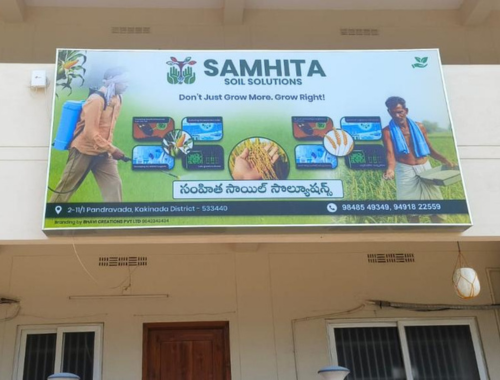 SAMHITA
SOIL SOLUTIONS
Don't Just Grow More. Grow Right!
సంహిత సాయిల్ సొల్యూషన్స్
2-11/1 Pandravada, Kakinada District - 533440
98485 49349, 94918 22559